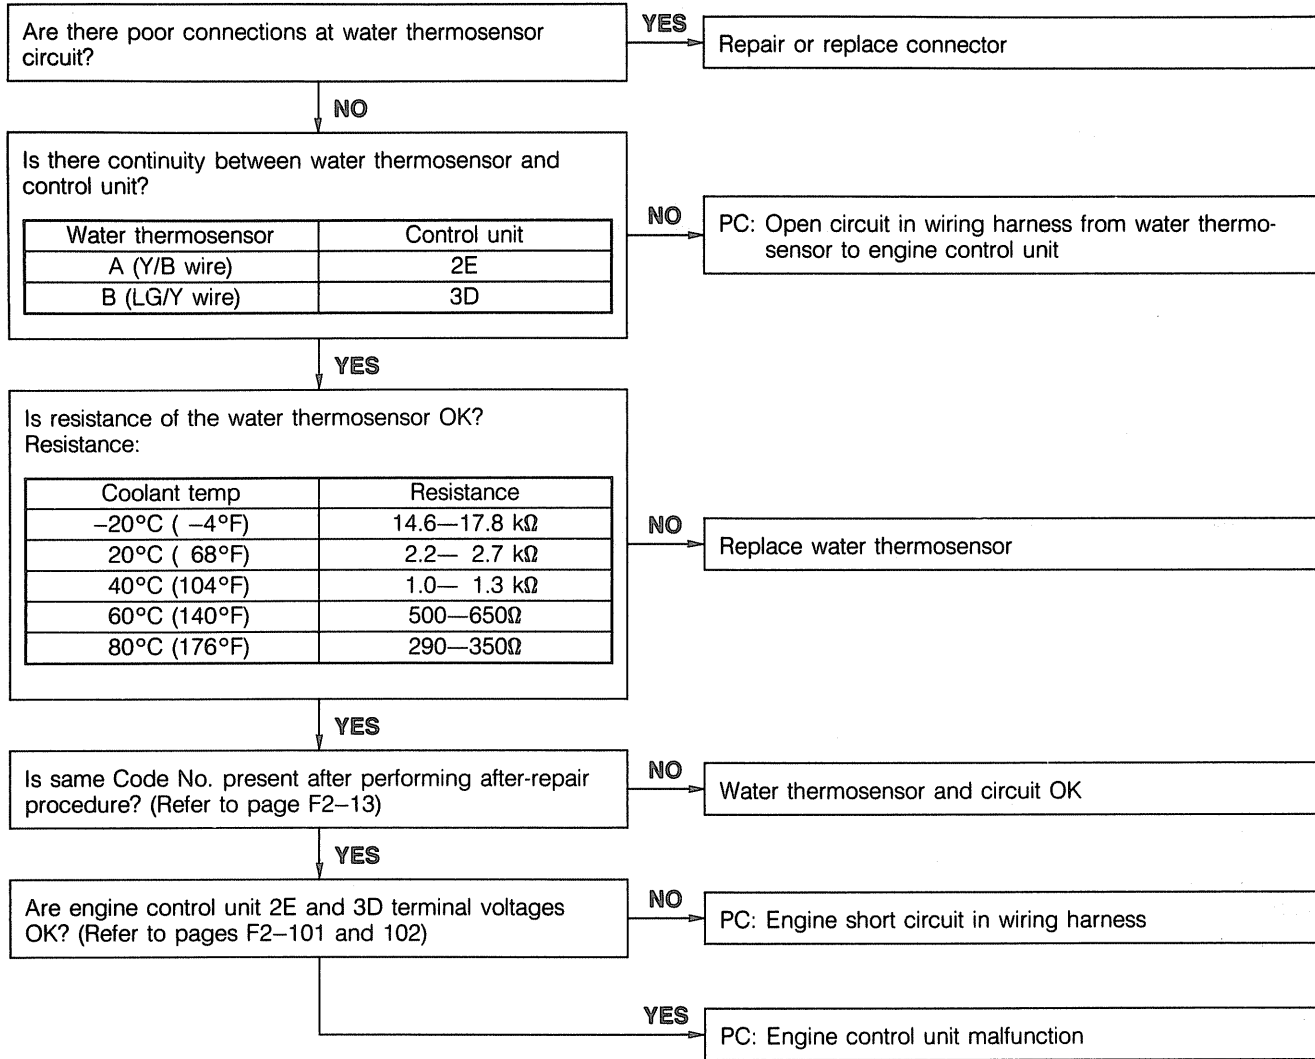 Are there poor connections at water thermosensor
circuit?
YES
Repair or replace connector
NO
Is there continuity between water thermosensor and
control unit?
Water thermosensor Control unit
A (Y/B wire) 2E
B (LG/Y wire) 3D
NO
PC: Open circuit in wiring harness from water thermo-
sensor to engine control unit
YES
Is resistance of the water thermosensor OK?
Resistance:
Coolant temp Resistance
−20°C ( −4°F) 14.6—17.8 kΩ
20°C ( 68°F) 2.2— 2.7 kΩ
40°C (104°F) 1.0— 1.3 kΩ
60°C (140°F) 500—650Ω
80°C (176°F) 290—350Ω
NO
Replace water thermosensor
YES
Is same Code No. present after performing after-repair
procedure? (Refer to page F2–13)
NO
Water thermosensor and circuit OK
YES
Are engine control unit 2E and 3D terminal voltages
OK? (Refer to pages F2–101 and 102)
NO
PC: Engine short circuit in wiring harness
YES
PC: Engine control unit malfunction